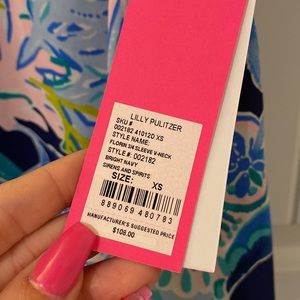 LILLY PULITZER
SKU #
002182 41012D XS
STYLE NAME:
FLORIN 3/4 SLEEVE V-NECK
STYLE #: 002182
BRIGHT NAVY
SIRENS AND SPIRITS
SIZE: XS
889069 480783
MANUFACTURER'S SUGGESTED PRICE
$108.00